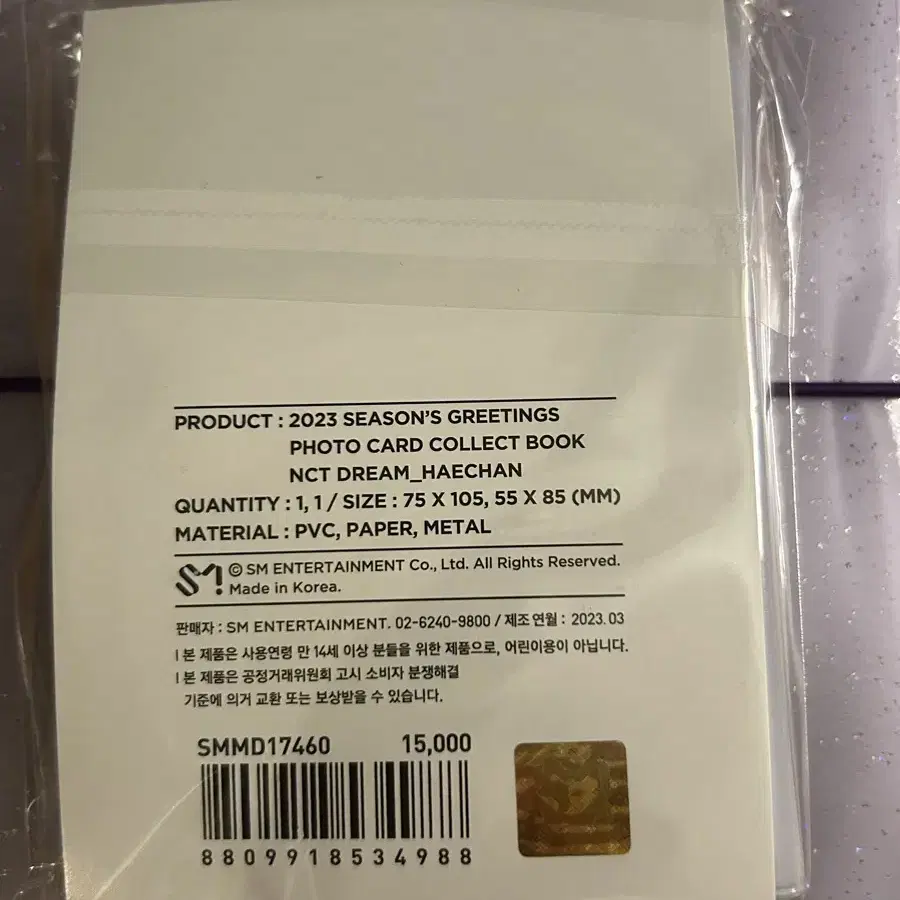 PRODUCT : 2023 SEASON'S GREETINGS
PHOTO CARD COLLECT BOOK
NCT DREAM_HAECHAN
QUANTITY : 1, 1 / SIZE : 75 X 105, 55 X 85 (MM)
MATERIAL : PVC, PAPER, METAL
SM! © SM ENTERTAINMENT Co., Ltd. All Rights Reserved.
Made in Korea.
판매자 : SM ENTERTAINMENT. 02-6240-9800 / 제조 연월 : 2023. 03
| 본 제품은 사용연령 만 14세 이상 분들을 위한 제품으로, 어린이용이 아닙니다.
| 본 제품은 공정거래위원회 고시 소비자 분쟁해결
기준에 의거 교환 또는 보상받을 수 있습니다.
SMMD17460 15,000
8809918534988